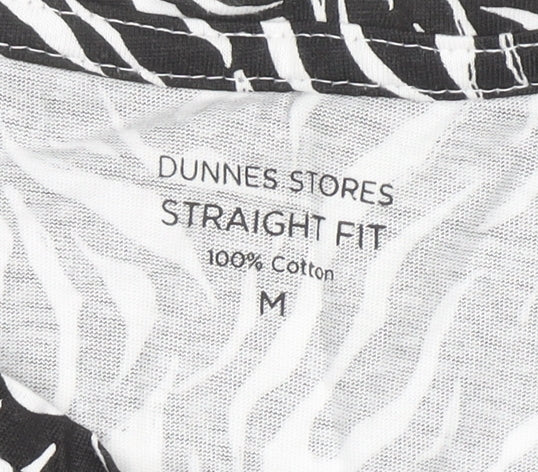 DUNNES STORES
STRAIGHT FIT
100% Cotton
M